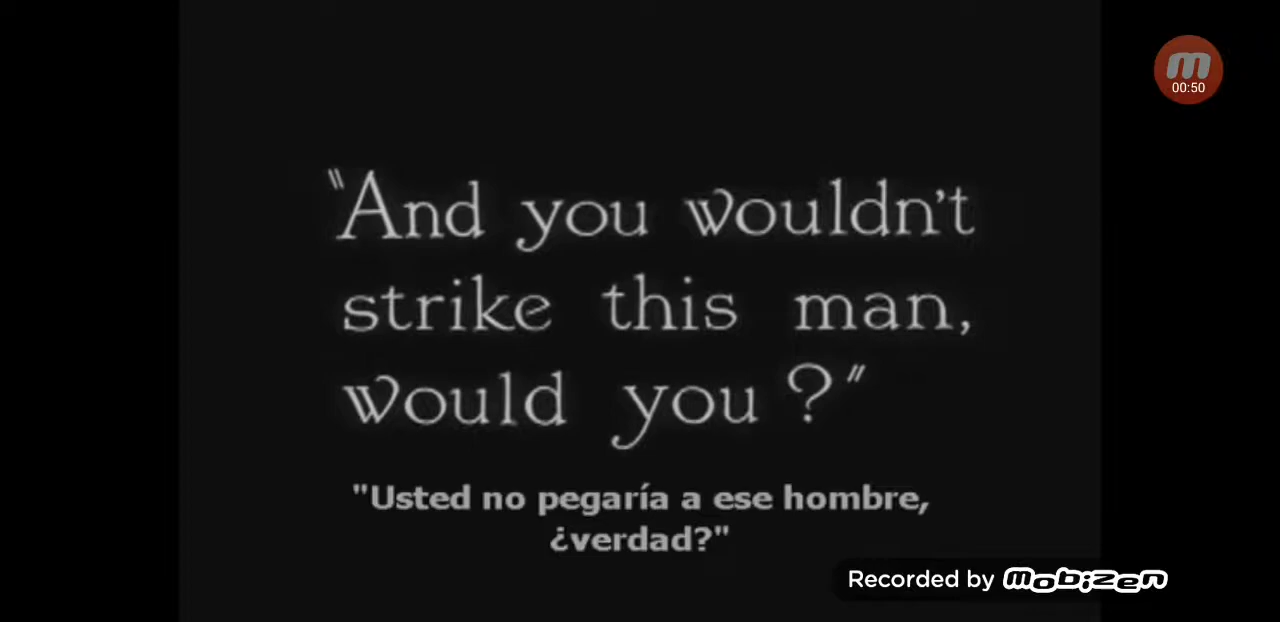 00:50
"And you wouldn't
strike this man,
would you?"
"Usted no pegaría a ese hombre,
¿verdad?"
Recorded by mobizen